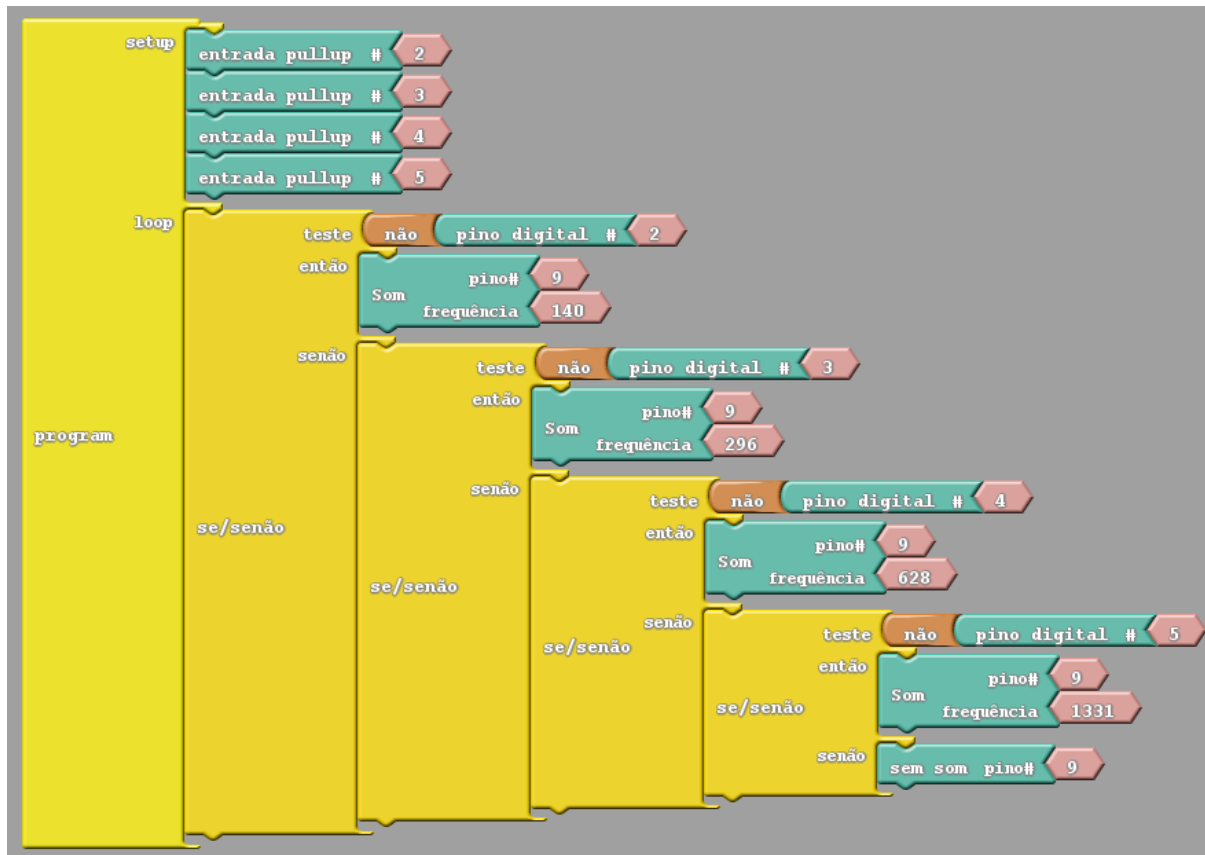 setup
entrada pullup # 2
entrada pullup # 3
entrada pullup # 4
entrada pullup # 5
loop
teste não pino digital # 2
então
Som
pino# 9
frequência 140
senão
teste não pino digital # 3
então
Som
pino# 9
frequência 296
program
senão
teste não pino digital # 4
se/senão
então
Som
pino# 9
frequência 628
se/senão
senão
teste não pino digital # 5
se/senão
então
Som
pino# 9
frequência 1331
se/senão
senão
sem som pino# 9